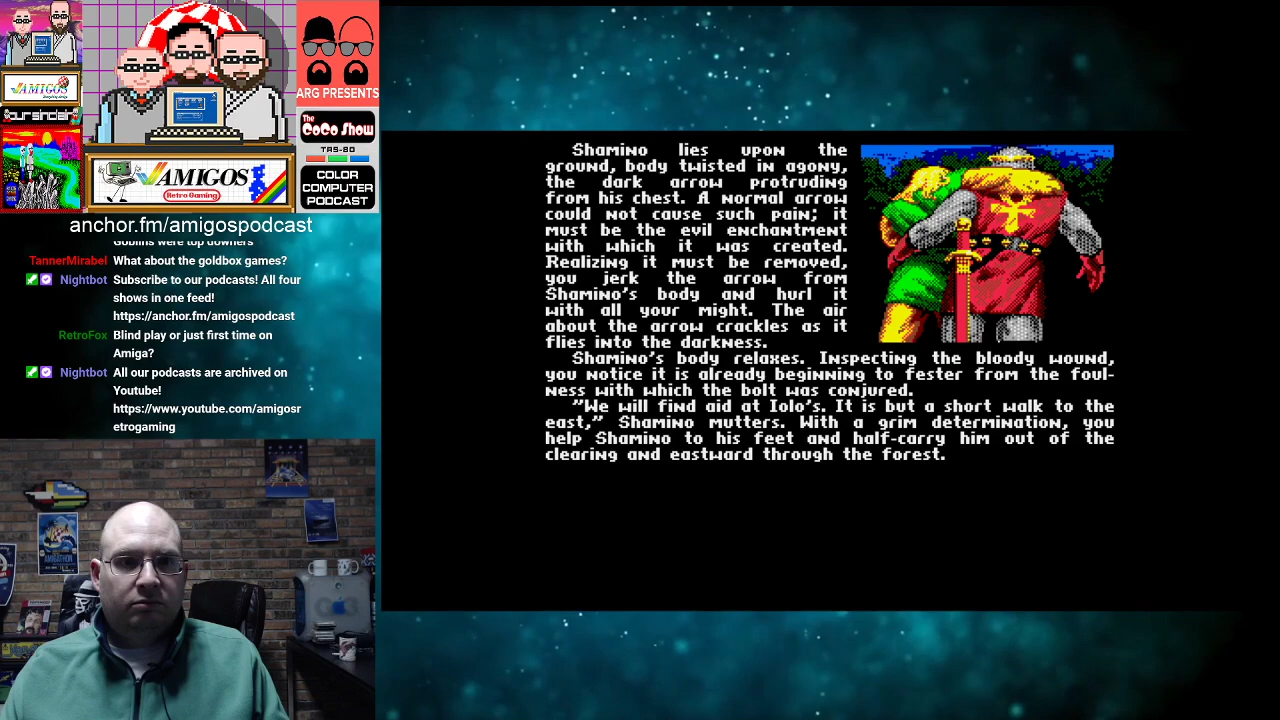 AMIGOS
our sinclair
AMIGOS
Retro Gaming
ARG PRESENTS
The
CoCo Show
TRS-80
COLOR
COMPUTER
PODCAST
anchor.fm/amigospodcast
Goblins were top downers
TannerMirabel What about the goldbox games?
Nightbot Subscribe to our podcasts! All four
shows in one feed!
https://anchor.fm/amigospodcast
RetroFox Blind play or just first time on
Amiga?
Nightbot All our podcasts are archived on
Youtube!
https://www.youtube.com/amigosr
etrogaming
Shamino lies upon the
ground, body twisted in agony,
the dark arrow protruding
from his chest. A normal arrow
could not cause such pain; it
must be the evil enchantment
with which it was created.
Realizing it must be removed,
you jerk the arrow from
Shamino's body and hurl it
with all your might. The air
about the arrow crackles as it
flies into the darkness.
Shamino's body relaxes. Inspecting the bloody wound,
you notice it is already beginning to fester from the foul-
ness with which the bolt was conjured.
"We will find aid at Iolo's. It is but a short walk to the
east," Shamino mutters. With a grim determination, you
help Shamino to his feet and half-carry him out of the
clearing and eastward through the forest.